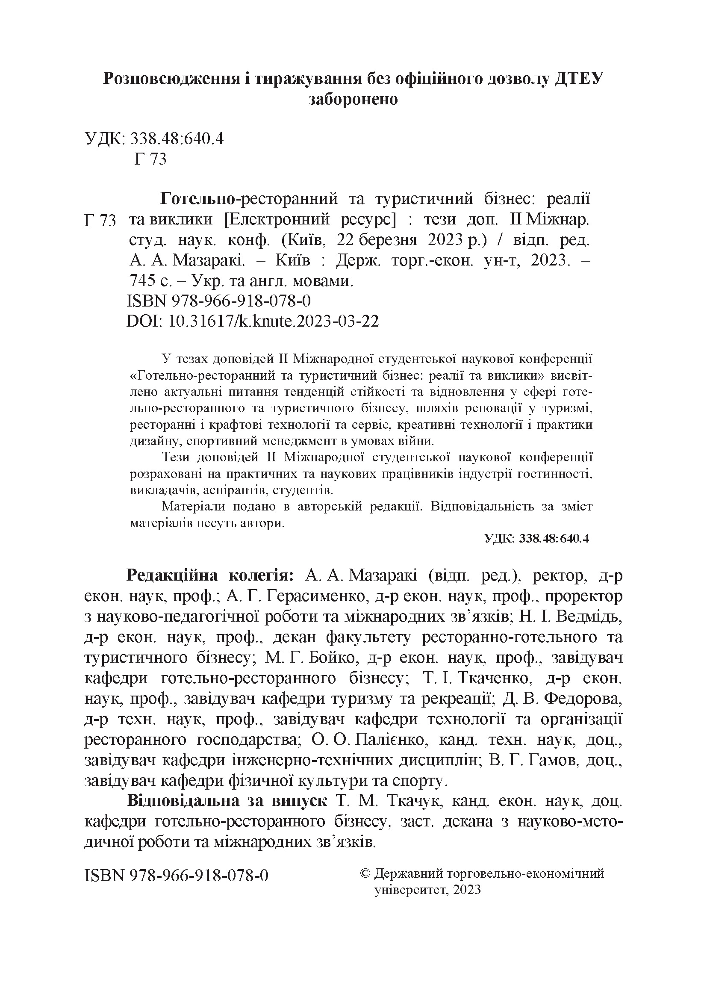 Розповсюдження і тиражування без офіційного дозволу ДТЕУ
заборонено
УДК: 338.48:640.4
Г 73
Готельно-ресторанний та туристичний бізнес: реалії
Г 73 та виклики [Електронний ресурс] : тези доп. II Міжнар.
студ. наук. конф. (Київ, 22 березня 2023 р.) / відп. ред.
А. А. Мазаракі. – Київ : Держ. торг.-екон. ун-т, 2023. –
745 с. – Укр. та англ. мовами.
ISBN 978-966-918-078-0
DOI: 10.31617/k.knute.2023-03-22
У тезах доповідей II Міжнародної студентської наукової конференції
«Готельно-ресторанний та туристичний бізнес: реалії та виклики» висвіт-
лено актуальні питання тенденцій стійкості та відновлення у сфері готе-
льно-ресторанного та туристичного бізнесу, шляхів реновації у туризмі,
ресторанні і крафтові технології та сервіс, креативні технології і практики
дизайну, спортивний менеджмент в умовах війни.
Тези доповідей II Міжнародної студентської наукової конференції
розраховані на практичних та наукових працівників індустрії гостинності,
викладачів, аспірантів, студентів.
Матеріали подано в авторській редакції. Відповідальність за зміст
матеріалів несуть автори.
УДК: 338.48:640.4
Редакційна колегія: А. А. Мазаракі (відп. ред.), ректор, д-р
екон. наук, проф.; А. Г. Герасименко, д-р екон. наук, проф., проректор
з науково-педагогічної роботи та міжнародних зв’язків; Н. І. Ведмідь,
д-р екон. наук, проф., декан факультету ресторанно-готельного та
туристичного бізнесу; М. Г. Бойко, д-р екон. наук, проф., завідувач
кафедри готельно-ресторанного бізнесу; Т. І. Ткаченко, д-р екон.
наук, проф., завідувач кафедри туризму та рекреації; Д. В. Федорова,
д-р техн. наук, проф., завідувач кафедри технології та організації
ресторанного господарства; О. О. Палієнко, канд. техн. наук, доц.,
завідувач кафедри інженерно-технічних дисциплін; В. Г. Гамов, доц.,
завідувач кафедри фізичної культури та спорту.
Відповідальна за випуск Т. М. Ткачук, канд. екон. наук, доц.
кафедри готельно-ресторанного бізнесу, заст. декана з науково-мето-
дичної роботи та міжнародних зв’язків.
ISBN 978-966-918-078-0 © Державний торговельно-економічний
університет, 2023